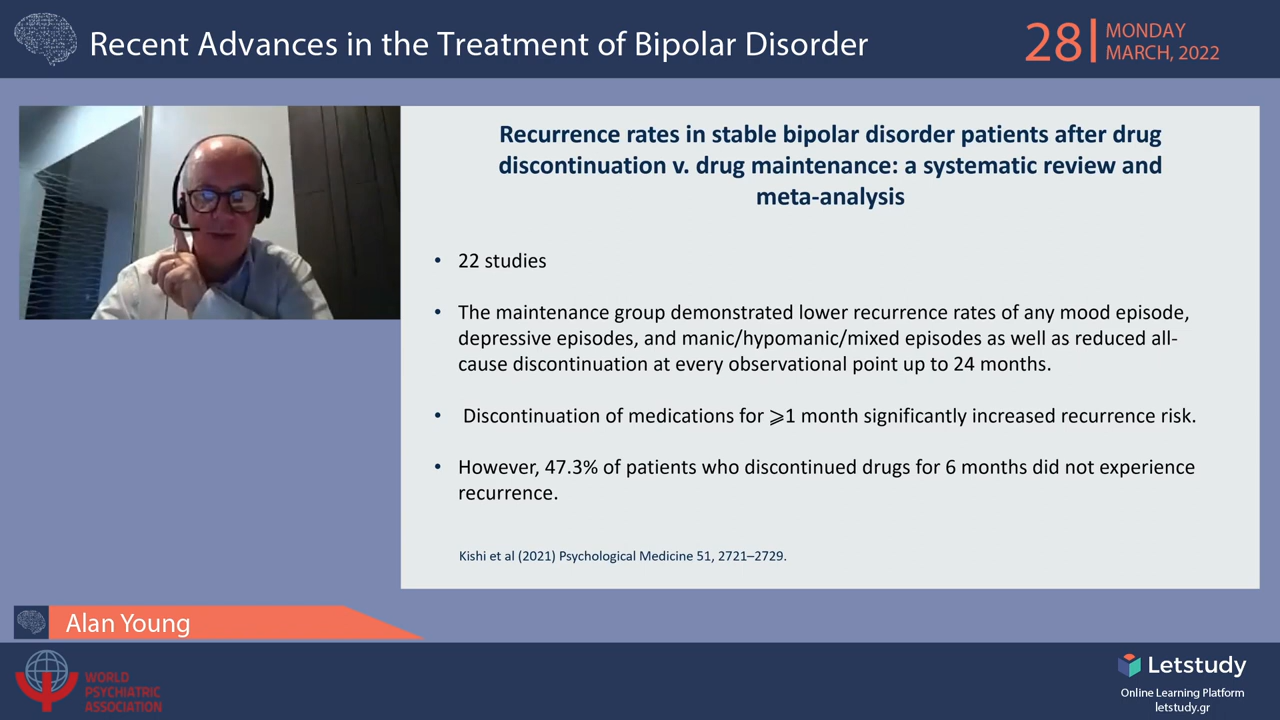 Recent Advances in the Treatment of Bipolar Disorder
28
MONDAY
MARCH, 2022
Recurrence rates in stable bipolar disorder patients after drug
discontinuation v. drug maintenance: a systematic review and
meta-analysis
• 22 studies
• The maintenance group demonstrated lower recurrence rates of any mood episode,
depressive episodes, and manic/hypomanic/mixed episodes as well as reduced all-
cause discontinuation at every observational point up to 24 months.
• Discontinuation of medications for ⩾1 month significantly increased recurrence risk.
• However, 47.3% of patients who discontinued drugs for 6 months did not experience
recurrence.
Kishi et al (2021) Psychological Medicine 51, 2721–2729.
Alan Young
WORLD
PSYCHIATRIC
ASSOCIATION
Letstudy
Online Learning Platform
letstudy.gr